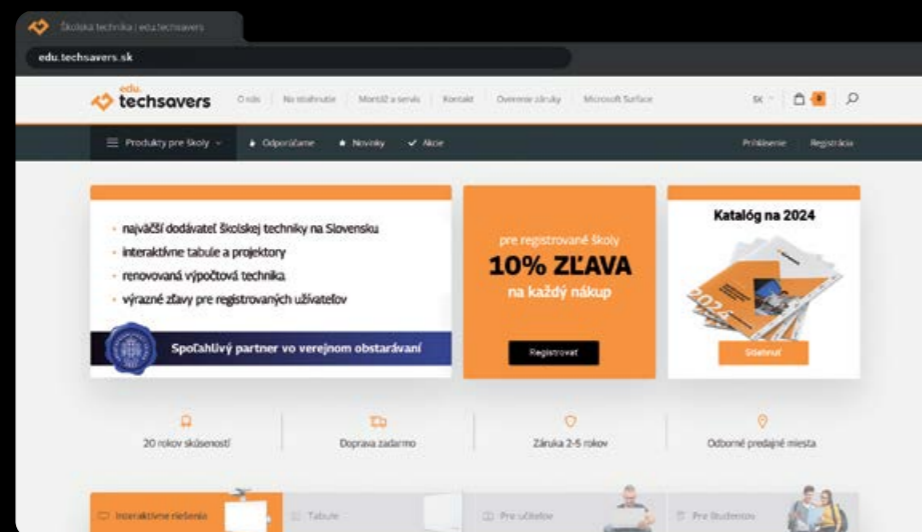 Školská technika | edu.techsavers
edu.techsavers.sk
edu.
techsavers
O nás
Na stiahnutie
Montáž a servis
Kontakt
Overenie záruky
Microsoft Surface
SK
0
Produkty pre školy
Odporúčame
Novinky
Akcie
Prihlásenie
Registrácia
najväčší dodávateľ školskej techniky na Slovensku
interaktívne tabule a projektory
renovovaná výpočtová technika
výrazné zľavy pre registrovaných užívateľov
Spoľahlivý partner vo verejnom obstarávaní
pre registrované školy
10% ZĽAVA
na každý nákup
Registrovať
Katalóg na 2024
2024
Stiahnuť
20 rokov skúseností
Doprava zadarmo
Záruka 2-5 rokov
Odborné predajné miesta
Interaktívne riešenia
Tabule
Pre učiteľov
Pre študentov